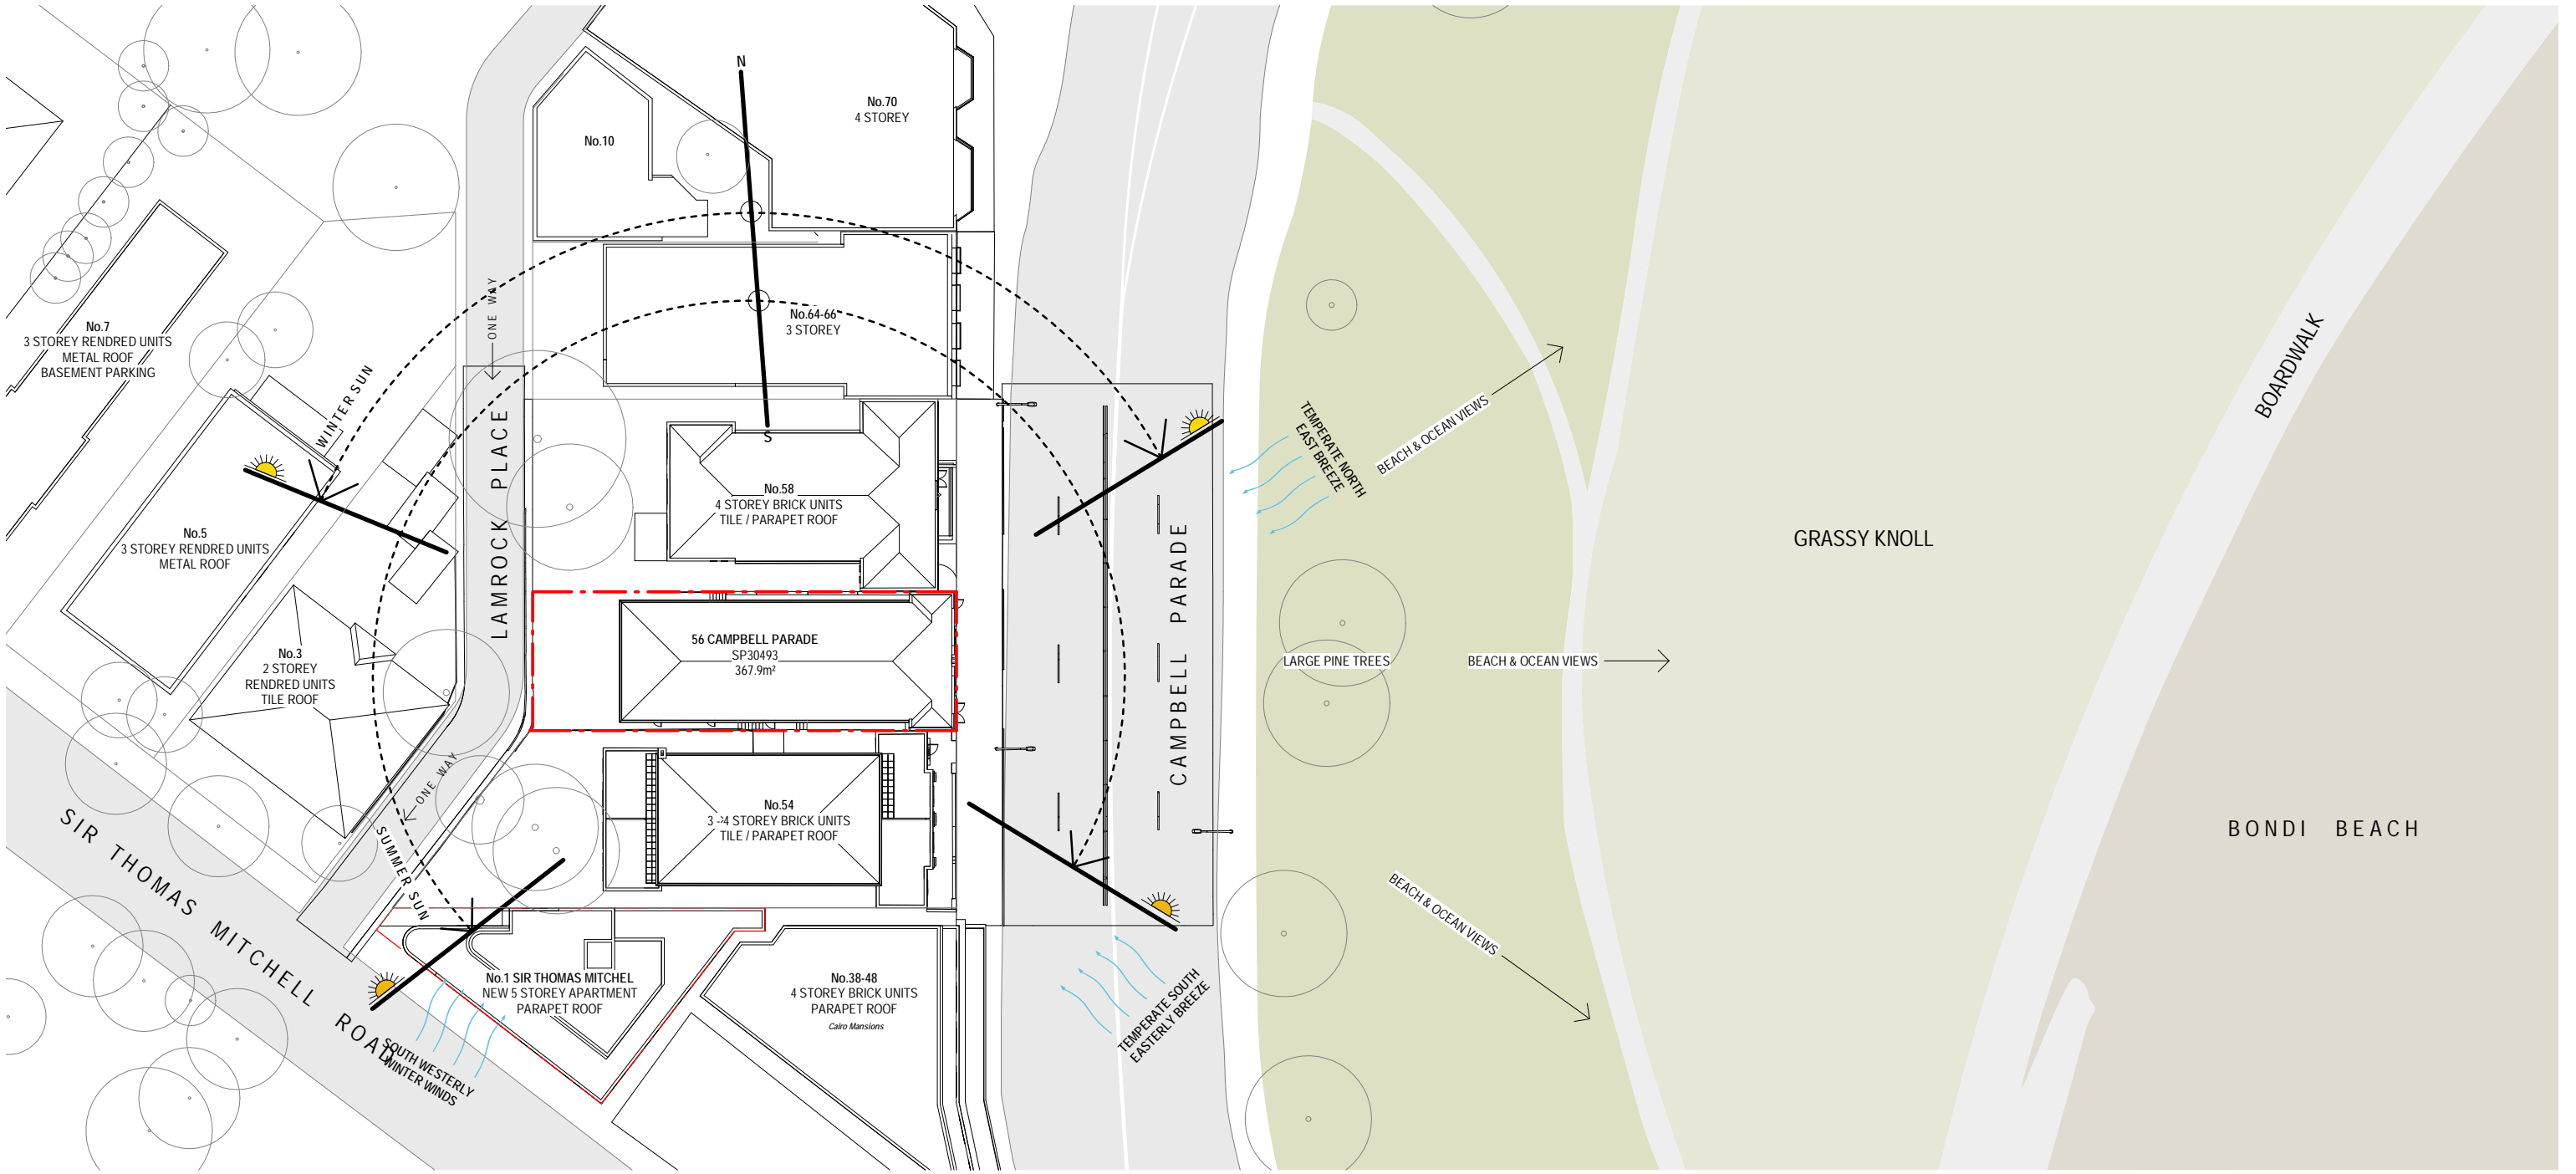 N
No.70
4 STOREY
No.10
ONE WAY
No.64-66
3 STOREY
No.7
3 STOREY RENDRED UNITS
METAL ROOF
BASEMENT PARKING
WINTER SUN
S
LAMROCK PLACE
No.58
4 STOREY BRICK UNITS
TILE / PARAPET ROOF
No.5
3 STOREY RENDRED UNITS
METAL ROOF
TEMPERATE NORTH
EAST BREEZE
BEACH & OCEAN VIEWS
BOARDWALK
GRASSY KNOLL
CAMPBELL PARADE
56 CAMPBELL PARADE
SP30493
367.9m²
No.3
2 STOREY
RENDRED UNITS
TILE ROOF
LARGE PINE TREES
BEACH & OCEAN VIEWS
ONE WAY
No.54
TILE / PARAPET ROOF
SUMMER SUN
SIR THOMAS MITCHELL ROAD
BONDI BEACH
BEACH & OCEAN VIEWS
No.1 SIR THOMAS MITCHEL
NEW 5 STOREY APARTMENT
PARAPET ROOF
No.38-48
4 STOREY BRICK UNITS
PARAPET ROOF
Cairo Mansions
TEMPERATE SOUTH
EASTERLY BREEZE
SOUTH WESTERLY
WINTER WINDS